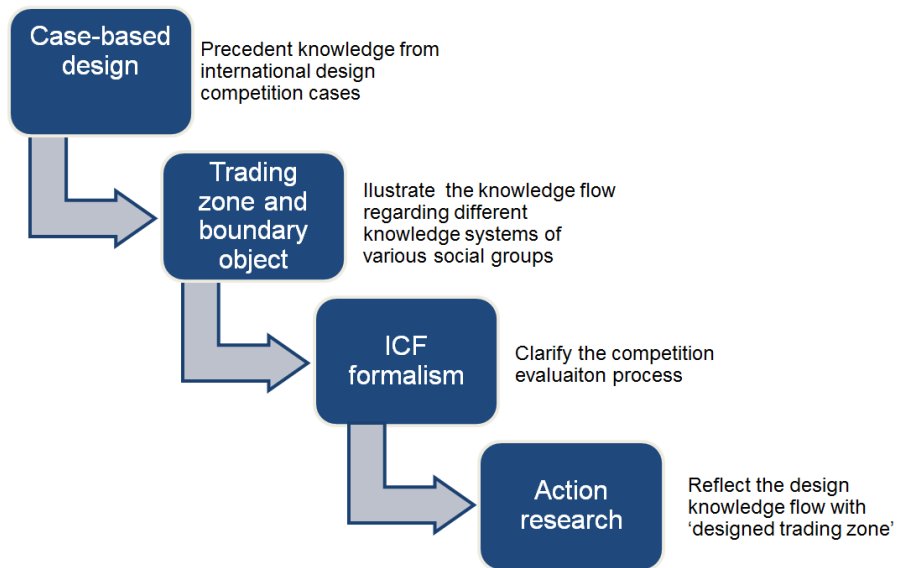 Case-based
design
Precedent knowledge from
international design
competition cases
Trading
zone and
boundary
object
Ilustrate  the knowledge flow
regarding different
knowledge systems of
various social groups
ICF
formalism
Clarify the competition
evaluaiton process
Action
research
Reflect the design
knowledge flow with
‘designed trading zone’